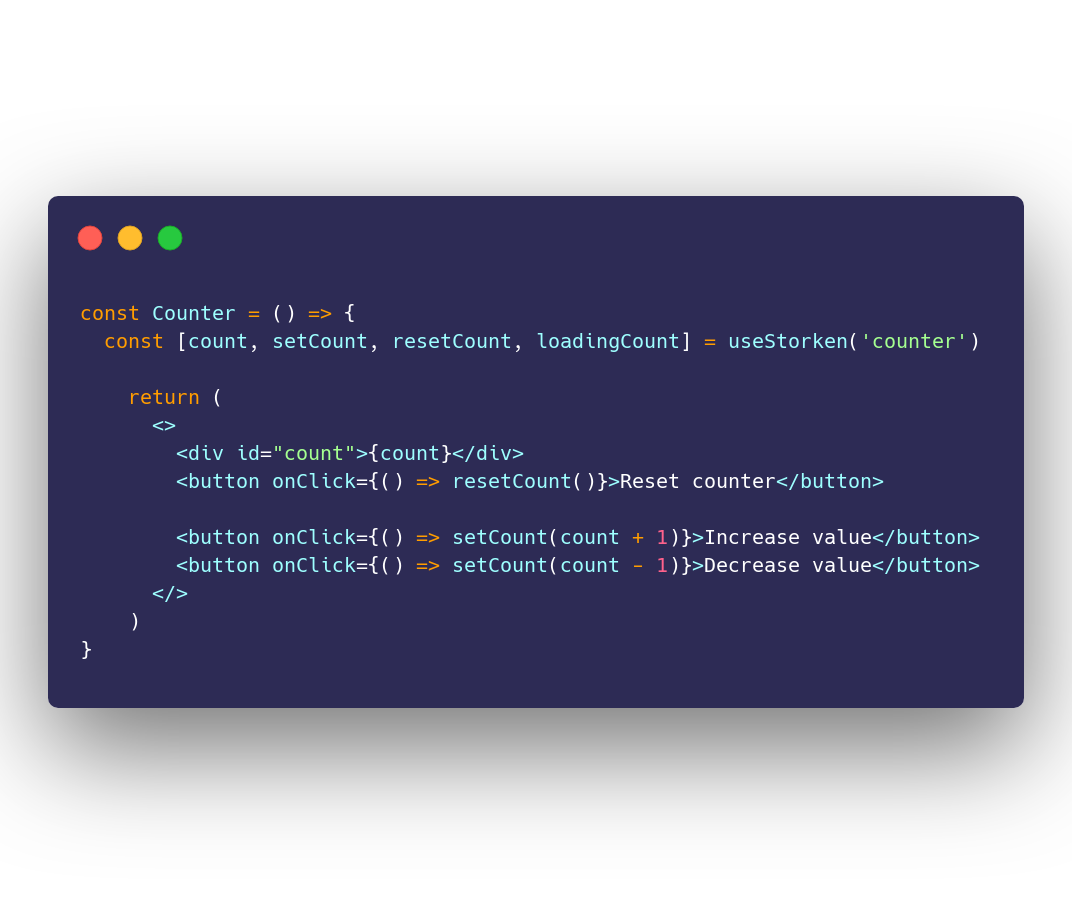 const Counter = () => {
  const [count, setCount, resetCount, loadingCount] = useStorken('counter')

    return (
      <>
        <div id="count">{count}</div>
        <button onClick={() => resetCount()}>Reset counter</button>

        <button onClick={() => setCount(count + 1)}>Increase value</button>
        <button onClick={() => setCount(count - 1)}>Decrease value</button>
      </>
    )
}